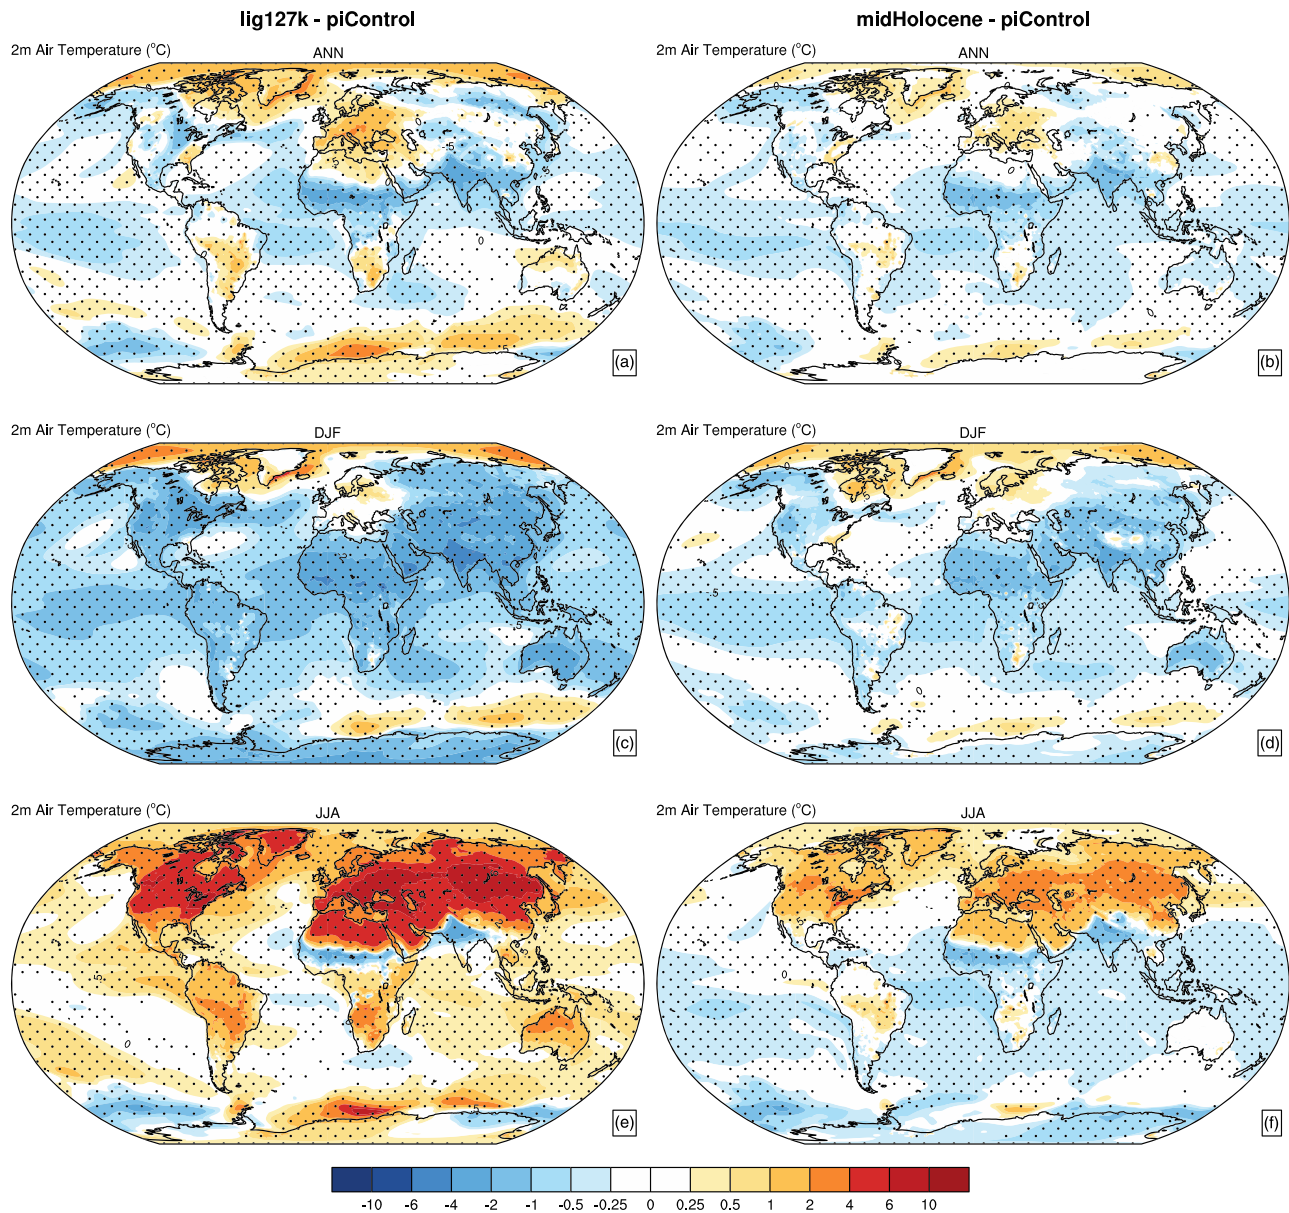 lig127k - piControl
midHolocene - piControl
2m Air Temperature (°C)
ANN
2m Air Temperature (°C)
ANN
(a)
(b)
2m Air Temperature (°C)
DJF
2m Air Temperature (°C)
DJF
(c)
(d)
2m Air Temperature (°C)
JJA
2m Air Temperature (°C)
JJA
(e)
(f)
-10 -6 -4 -2 -1 -0.5 -0.25 0 0.25 0.5 1 2 4 6 10